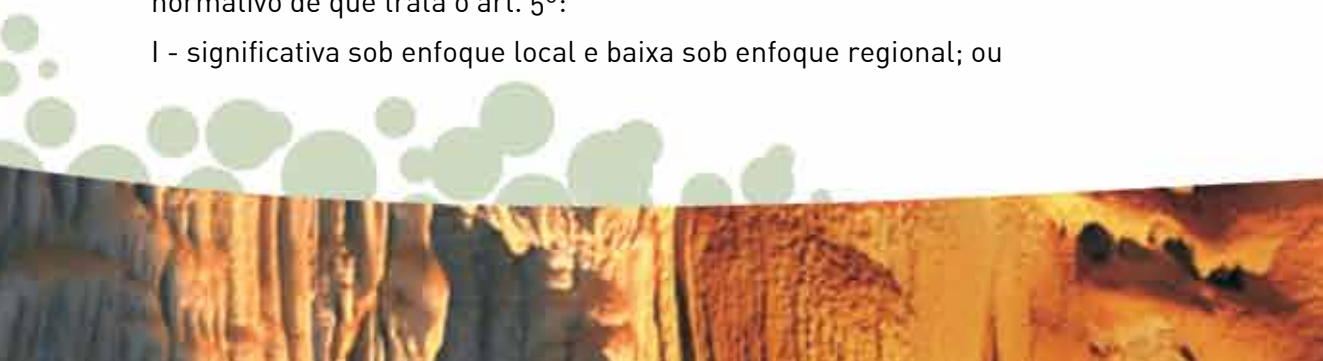 normativo de que trata o art. 5º:
I - significativa sob enfoque local e baixa sob enfoque regional; ou